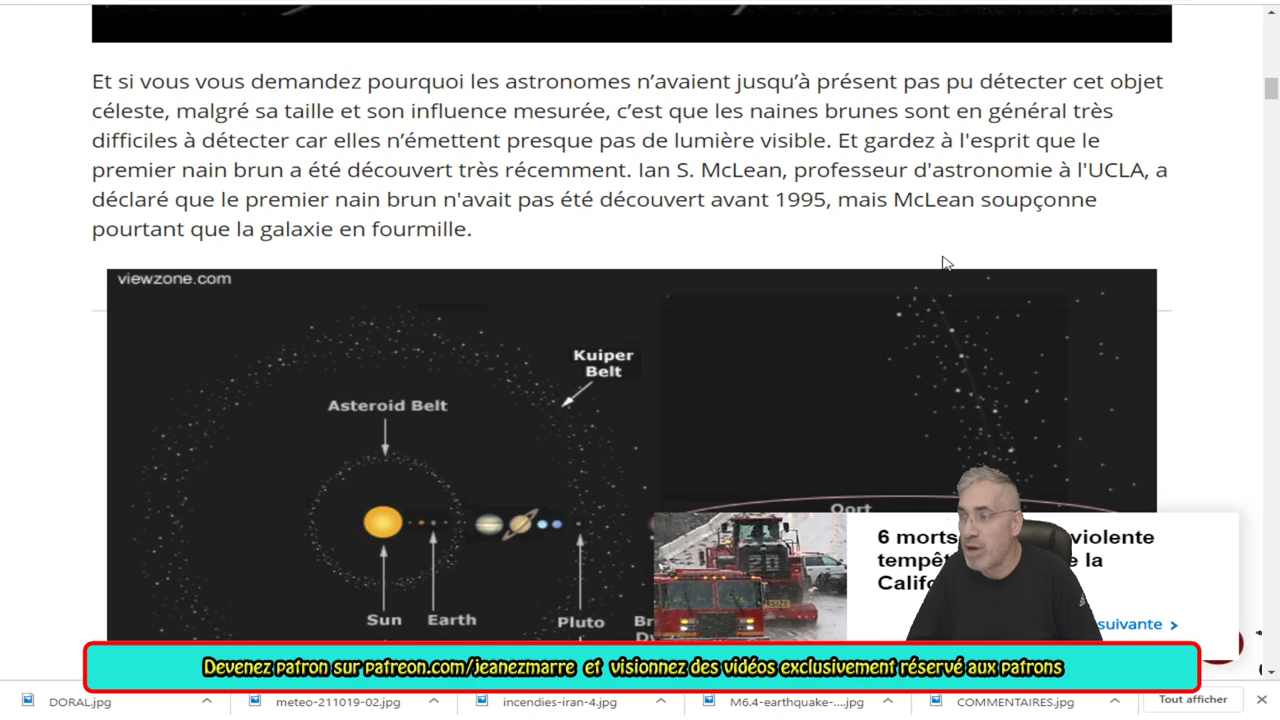 Et si vous vous demandez pourquoi les astronomes n’avaient jusqu’à présent pas pu détecter cet objet
céleste, malgré sa taille et son influence mesurée, c’est que les naines brunes sont en général très
difficiles à détecter car elles n’émettent presque pas de lumière visible. Et gardez à l'esprit que le
premier nain brun a été découvert très récemment. Ian S. McLean, professeur d'astronomie à l'UCLA, a
déclaré que le premier nain brun n'avait pas été découvert avant 1995, mais McLean soupçonne
pourtant que la galaxie en fourmille.
viewzone.com
Kuiper
Belt
Asteroid Belt
Oort
Sun
Earth
Pluto
6 morts violente
la
suivante
Devenez patron sur patreon.com/jeanezmarre et visionnez des vidéos exclusivement réservé aux patrons
DORAL.jpg
meteo-211019-02.jpg
incendies-iran-4.jpg
M6.4-earthquake-....jpg
COMMENTAIRES.jpg
Tout afficher